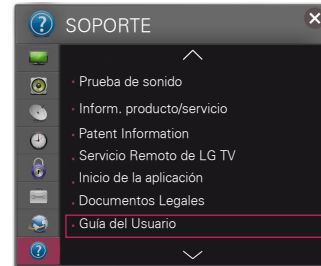 SOPORTE
Prueba de sonido
Inform. producto/servicio
Patent Information
Servicio Remoto de LG TV
Inicio de la aplicación
Documentos Legales
Guía del Usuario